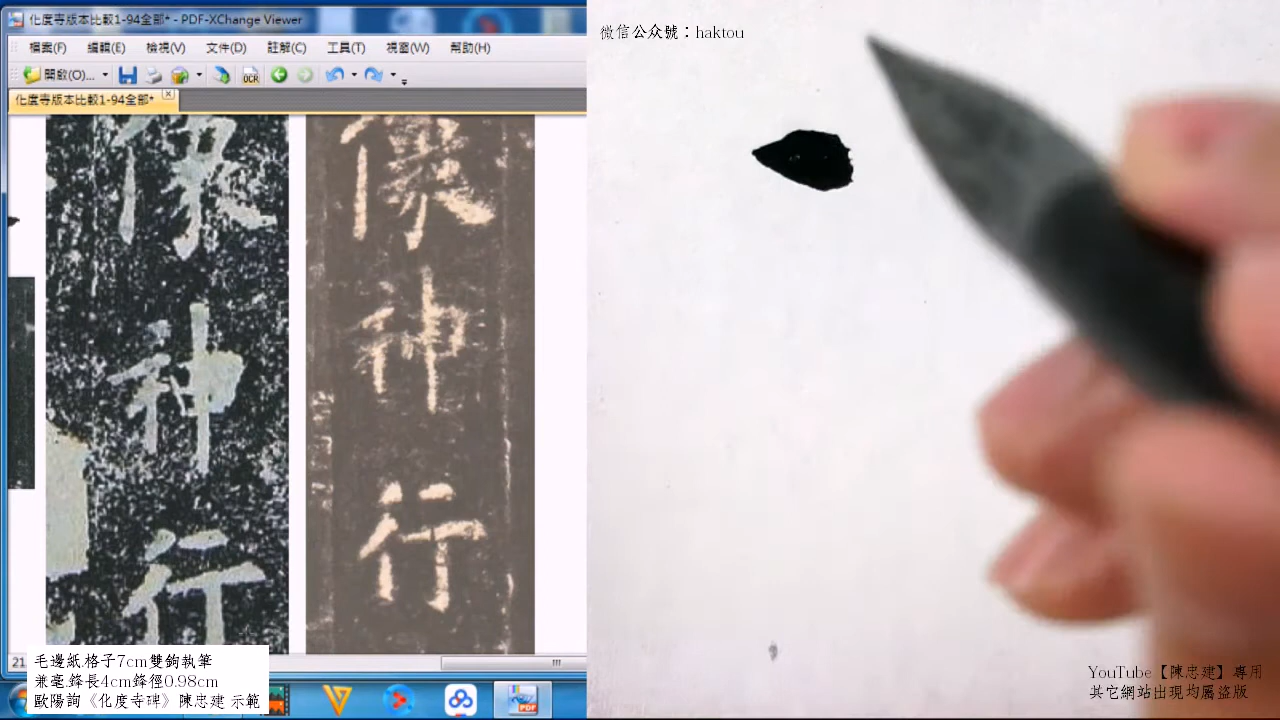 化度寺版本比較1-94全部* - PDF-XChange Viewer
檔案(F) 編輯(E) 檢視(V) 文件(D) 註解(C) 工具(T) 視窗(W) 幫助(H)
開啟(O)...
OCR
化度寺版本比較1-94全部*
神
行
神
行
21
毛邊紙.格子7cm雙鉤執筆
兼毫.鋒長4cm鋒徑0.98cm
歐陽詢《化度寺碑》陳忠建 示範
PDF
微信公众號：haktou
YouTube【陳忠建】專用
其它網站出現均屬盜版